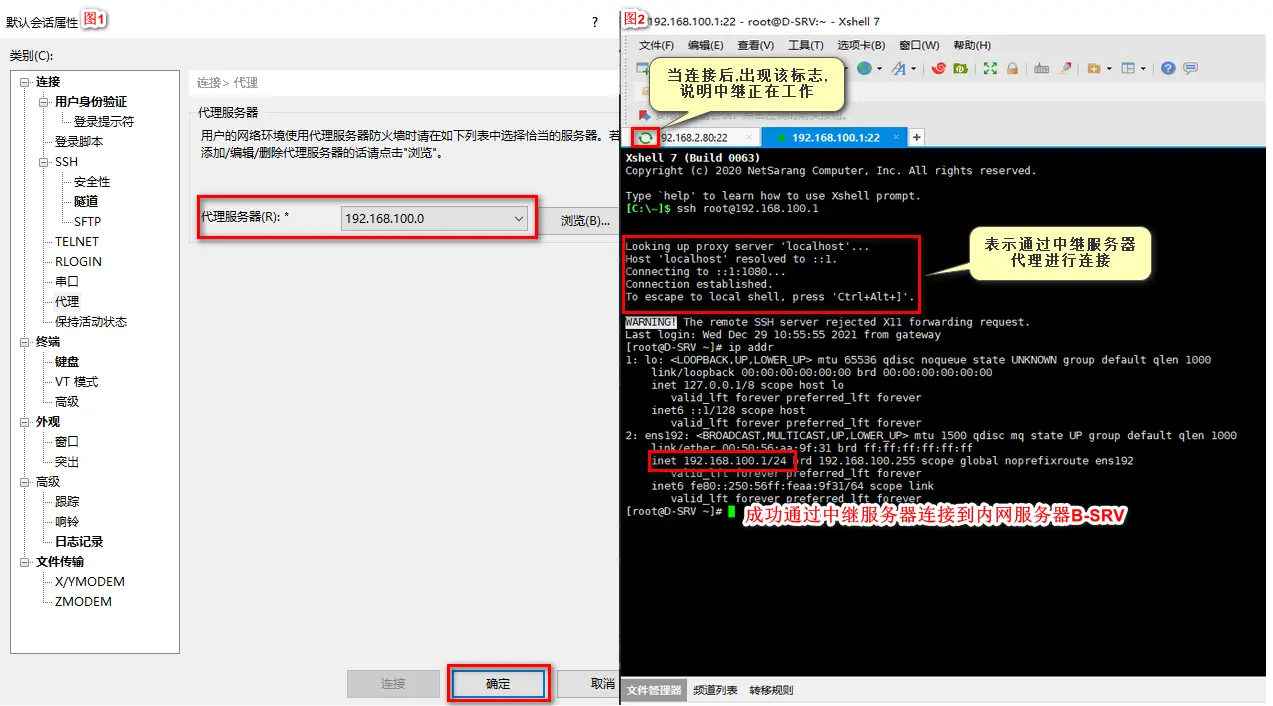 默认会话属性
图1
?
类别(C):
连接
用户身份验证
登录提示符
登录脚本
SSH
安全性
隧道
SFTP
TELNET
RLOGIN
串口
代理
保持活动状态
终端
键盘
VT 模式
高级
外观
窗口
突出
高级
跟踪
响铃
日志记录
文件传输
X/YMODEM
ZMODEM
连接> 代理
代理服务器
用户的网络环境使用代理服务器防火墙时请在如下列表中选择恰当的服务器。若
添加/编辑/删除代理服务器的话请点击"浏览"。
代理服务器(R): *
192.168.100.0
浏览(B)...
连接
确定
取消
图2
192.168.100.1:22 - root@D-SRV:~ - Xshell 7
文件(F) 编辑(E) 查看(V) 工具(T) 选项卡(B) 窗口(W) 帮助(H)
当连接后,出现该标志,
说明中继正在工作
92.168.2.80:22
192.168.100.1:22
Xshell 7 (Build 0063)
Copyright (c) 2020 NetSarang Computer, Inc. All rights reserved.
Type `help' to learn how to use Xshell prompt.
[C:\~]$ ssh root@192.168.100.1
Looking up proxy server 'localhost'...
Host 'localhost' resolved to ::1.
Connecting to ::1:1080...
Connection established.
To escape to local shell, press 'Ctrl+Alt+]'.
表示通过中继服务器
代理进行连接
WARNING! The remote SSH server rejected X11 forwarding request.
Last login: Wed Dec 29 10:55:55 2021 from gateway
[root@D-SRV ~]# ip addr
1: lo: <LOOPBACK,UP,LOWER_UP> mtu 65536 qdisc noqueue state UNKNOWN group default qlen 1000
link/loopback 00:00:00:00:00:00 brd 00:00:00:00:00:00
inet 127.0.0.1/8 scope host lo
valid_lft forever preferred_lft forever
inet6 ::1/128 scope host
valid_lft forever preferred_lft forever
2: ens192: <BROADCAST,MULTICAST,UP,LOWER_UP> mtu 1500 qdisc mq state UP group default qlen 1000
link/ether 00:50:56:aa:9f:31 brd ff:ff:ff:ff:ff:ff
inet 192.168.100.1/24 brd 192.168.100.255 scope global noprefixroute ens192
valid_lft forever preferred_lft forever
inet6 fe80::250:56ff:feaa:9f31/64 scope link
valid_lft forever preferred_lft forever
[root@D-SRV ~]#
成功通过中继服务器连接到内网服务器B-SRV
文件管理器 频道列表 转移规则